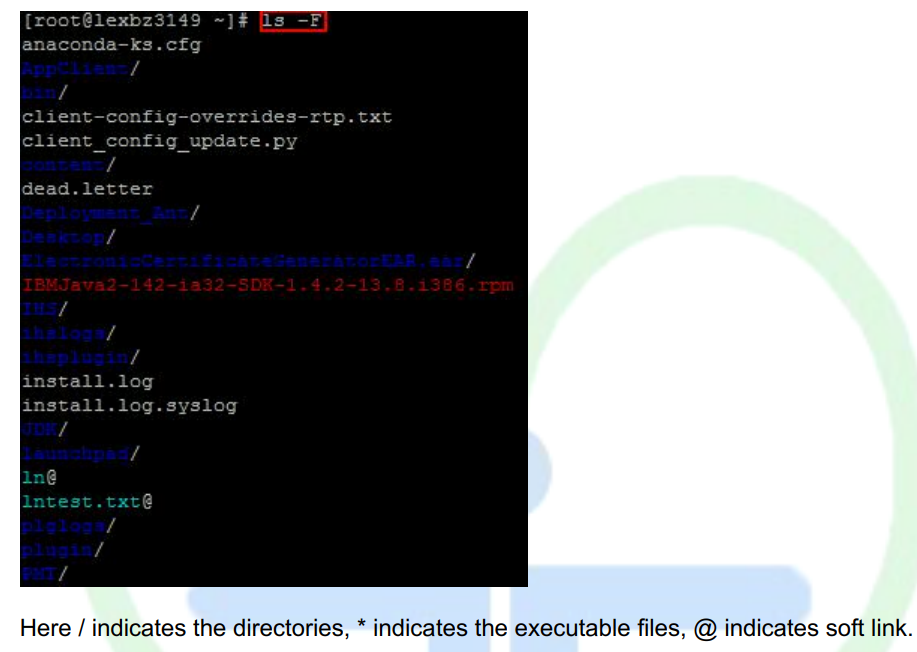 [root@lexbz3149 ~]# ls -F
anaconda-ks.cfg
AppClient/
bin/
client-config-overrides-rtp.txt
client_config_update.py
content/
dead.letter
Deployment_Ant/
Desktop/
ElectronicCertificateGeneratorEAR.ear/
IBMJava2-142-ia32-SDK-1.4.2-13.8.i386.rpm
IHS/
ihslogs/
ihsplugin/
install.log
install.log.syslog
JDK/
launchpad/
ln@
lntest.txt@
plglogs/
plugin/
PMT/
Here / indicates the directories, * indicates the executable files, @ indicates soft link.